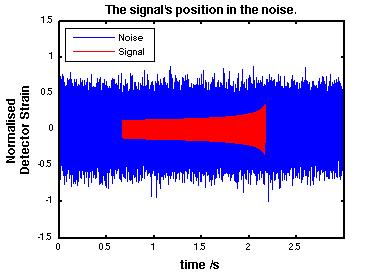 The signal's position in the noise.
1.5
Noise
Signal
1
0.5
0
-0.5
-1
-1.5
Normalised
Detector Strain
0 0.5 1 1.5 2 2.5
time /s